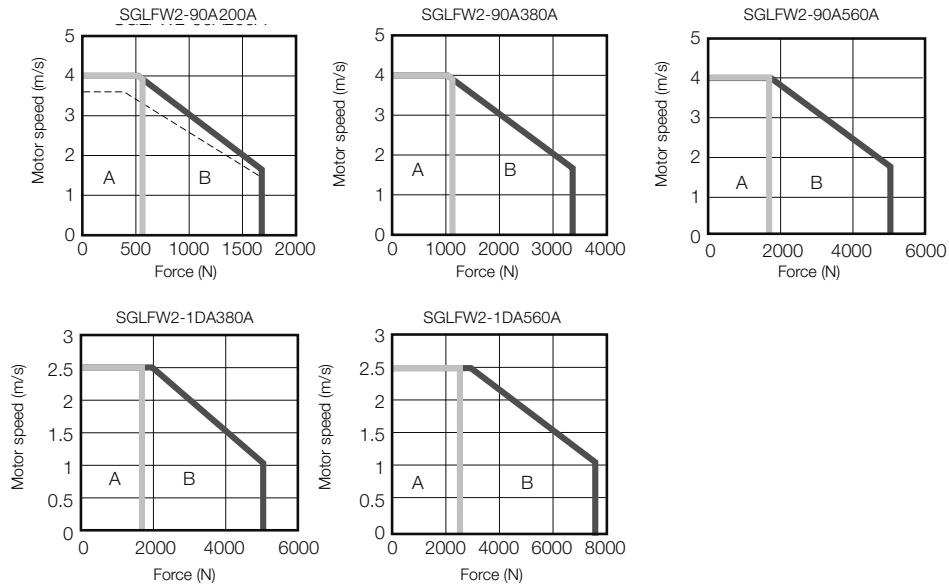 SGLFW2-90A200A
Motor speed (m/s)
5
4
3
2
1
0
A
B
0 500 1000 1500 2000
Force (N)
SGLFW2-90A380A
Motor speed (m/s)
5
4
3
2
1
0
A
B
0 1000 2000 3000 4000
Force (N)
SGLFW2-90A560A
Motor speed (m/s)
5
4
3
2
1
0
A
B
0 2000 4000 6000
Force (N)
SGLFW2-1DA380A
Motor speed (m/s)
3
2.5
2
1.5
1
0.5
0
A
B
0 2000 4000 6000
Force (N)
SGLFW2-1DA560A
Motor speed (m/s)
3
2.5
2
1.5
1
0.5
0
A
B
0 2000 4000 6000 8000
Force (N)